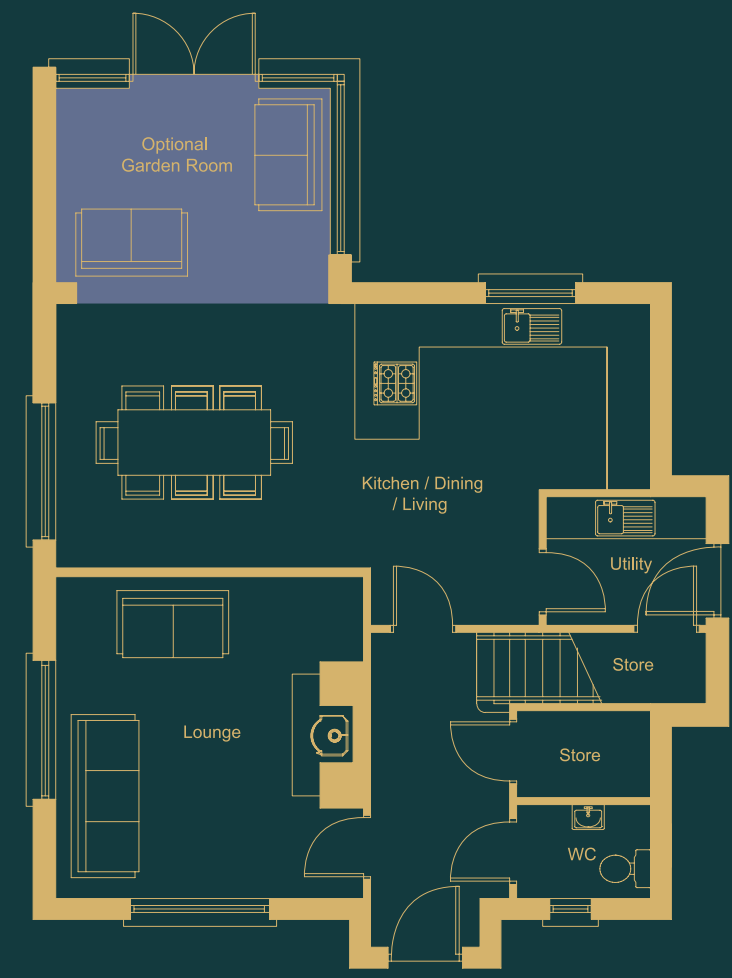 Optional
Garden Room
Kitchen / Dining
/ Living
Utility
Store
Lounge
Store
WC